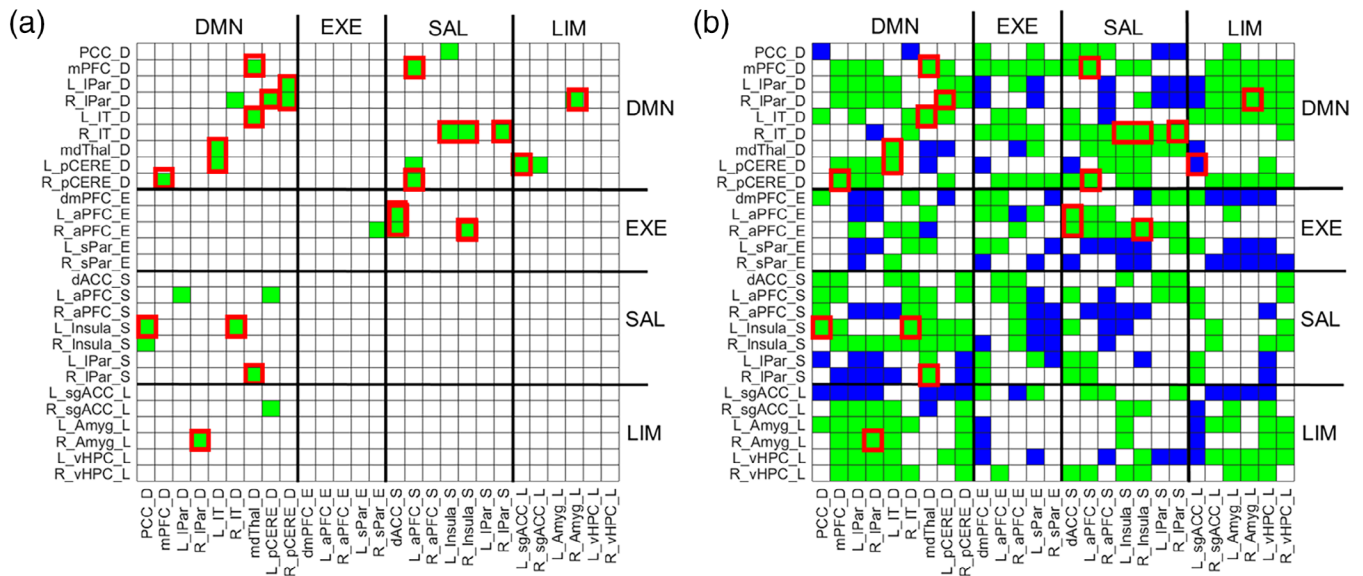 (a)
DMN EXE SAL LIM
PCC_D
mPFC_D
L_lPar_D
R_lPar_D
L_IT_D
R_IT_D
mdThal_D
L_pCERE_D
R_pCERE_D
dmPFC_E
L_aPFC_E
R_aPFC_E
L_sPar_E
R_sPar_E
dACC_S
L_aPFC_S
R_aPFC_S
L_Insula_S
R_Insula_S
L_lPar_S
R_lPar_S
L_sgACC_L
R_sgACC_L
L_Amyg_L
R_Amyg_L
L_vHPC_L
R_vHPC_L
DMN
EXE
SAL
LIM
PCC_D
mPFC_D
L_lPar_D
R_lPar_D
L_IT_D
R_IT_D
mdThal_D
L_pCERE_D
R_pCERE_D
dmPFC_E
L_aPFC_E
R_aPFC_E
L_sPar_E
R_sPar_E
dACC_S
L_aPFC_S
R_aPFC_S
L_Insula_S
R_Insula_S
L_lPar_S
R_lPar_S
L_sgACC_L
R_sgACC_L
L_Amyg_L
R_Amyg_L
L_vHPC_L
R_vHPC_L
(b)
DMN EXE SAL LIM
PCC_D
mPFC_D
L_lPar_D
R_lPar_D
L_IT_D
R_IT_D
mdThal_D
L_pCERE_D
R_pCERE_D
dmPFC_E
L_aPFC_E
R_aPFC_E
L_sPar_E
R_sPar_E
dACC_S
L_aPFC_S
R_aPFC_S
L_Insula_S
R_Insula_S
L_lPar_S
R_lPar_S
L_sgACC_L
R_sgACC_L
L_Amyg_L
R_Amyg_L
L_vHPC_L
R_vHPC_L
DMN
EXE
SAL
LIM
PCC_D
mPFC_D
L_lPar_D
R_lPar_D
L_IT_D
R_IT_D
mdThal_D
L_pCERE_D
R_pCERE_D
dmPFC_E
L_aPFC_E
R_aPFC_E
L_sPar_E
R_sPar_E
dACC_S
L_aPFC_S
R_aPFC_S
L_Insula_S
R_Insula_S
L_lPar_S
R_lPar_S
L_sgACC_L
R_sgACC_L
L_Amyg_L
R_Amyg_L
L_vHPC_L
R_vHPC_L